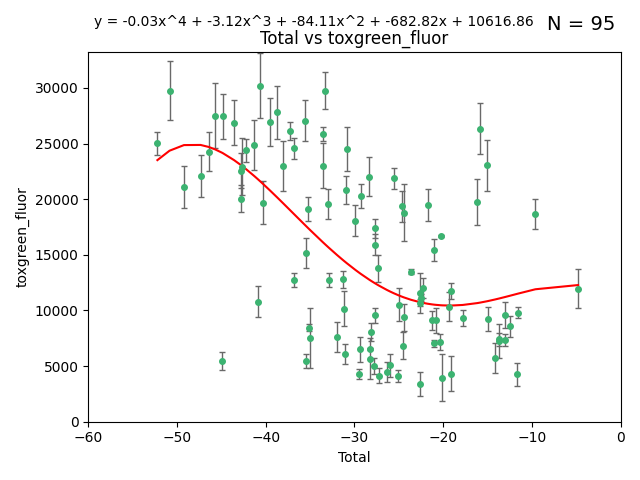 y = -0.03x^4 + -3.12x^3 + -84.11x^2 + -682.82x + 10616.86 N = 95
Total vs toxgreen_fluor
30000
25000
20000
15000
10000
5000
0
toxgreen_fluor
−60 −50 −40 −30 −20 −10 0
Total